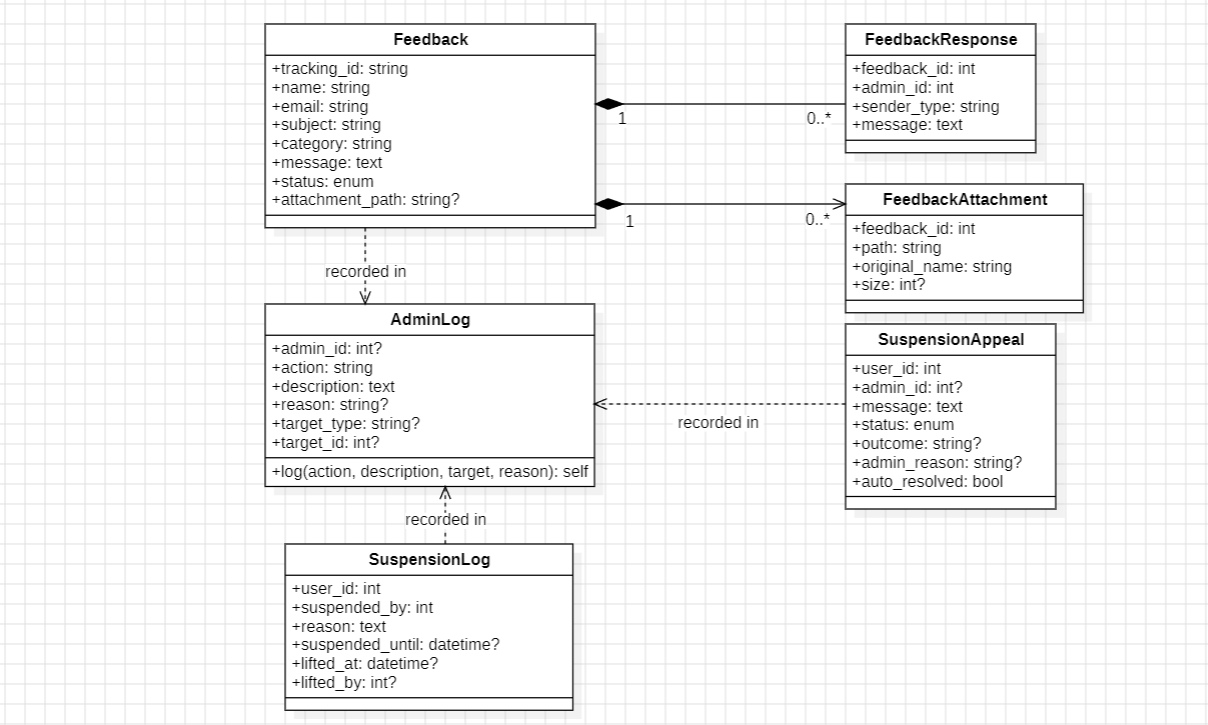 Feedback
+tracking_id: string
+name: string
+email: string
+subject: string
+category: string
+message: text
+status: enum
+attachment_path: string?
1
0..*
FeedbackResponse
+feedback_id: int
+admin_id: int
+sender_type: string
+message: text
1
0..*
FeedbackAttachment
+feedback_id: int
+path: string
+original_name: string
+size: int?
recorded in
AdminLog
+admin_id: int?
+action: string
+description: text
+reason: string?
+target_type: string?
+target_id: int?
+log(action, description, target, reason): self
recorded in
SuspensionAppeal
+user_id: int
+admin_id: int?
+message: text
+status: enum
+outcome: string?
+admin_reason: string?
+auto_resolved: bool
recorded in
SuspensionLog
+user_id: int
+suspended_by: int
+reason: text
+suspended_until: datetime?
+lifted_at: datetime?
+lifted_by: int?